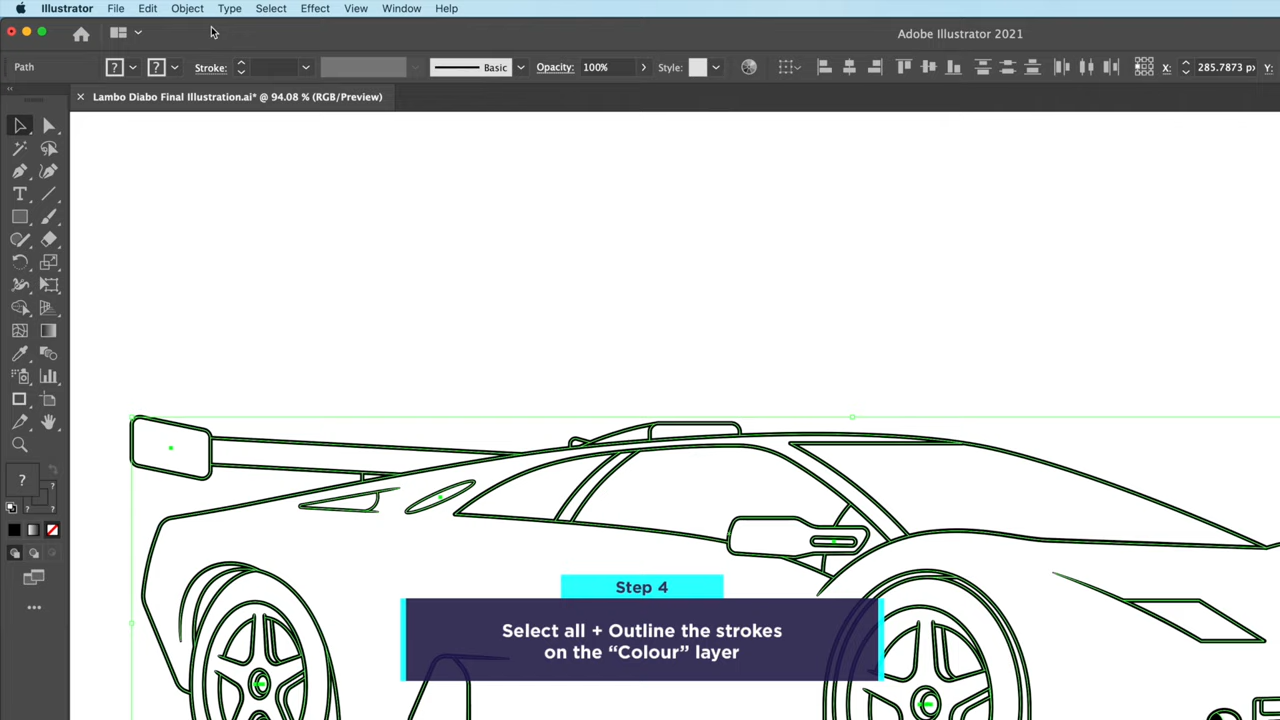 Illustrator File Edit Object Type Select Effect View Window Help
Adobe Illustrator 2021
Path ? ? Stroke: Basic Opacity: 100% Style: X: 285.7873 px Y:
Lambo Diabo Final Illustration.ai* @ 94.08 % (RGB/Preview)
T
?
?
? ?
Step 4
Select all + Outline the strokes
on the “Colour” layer